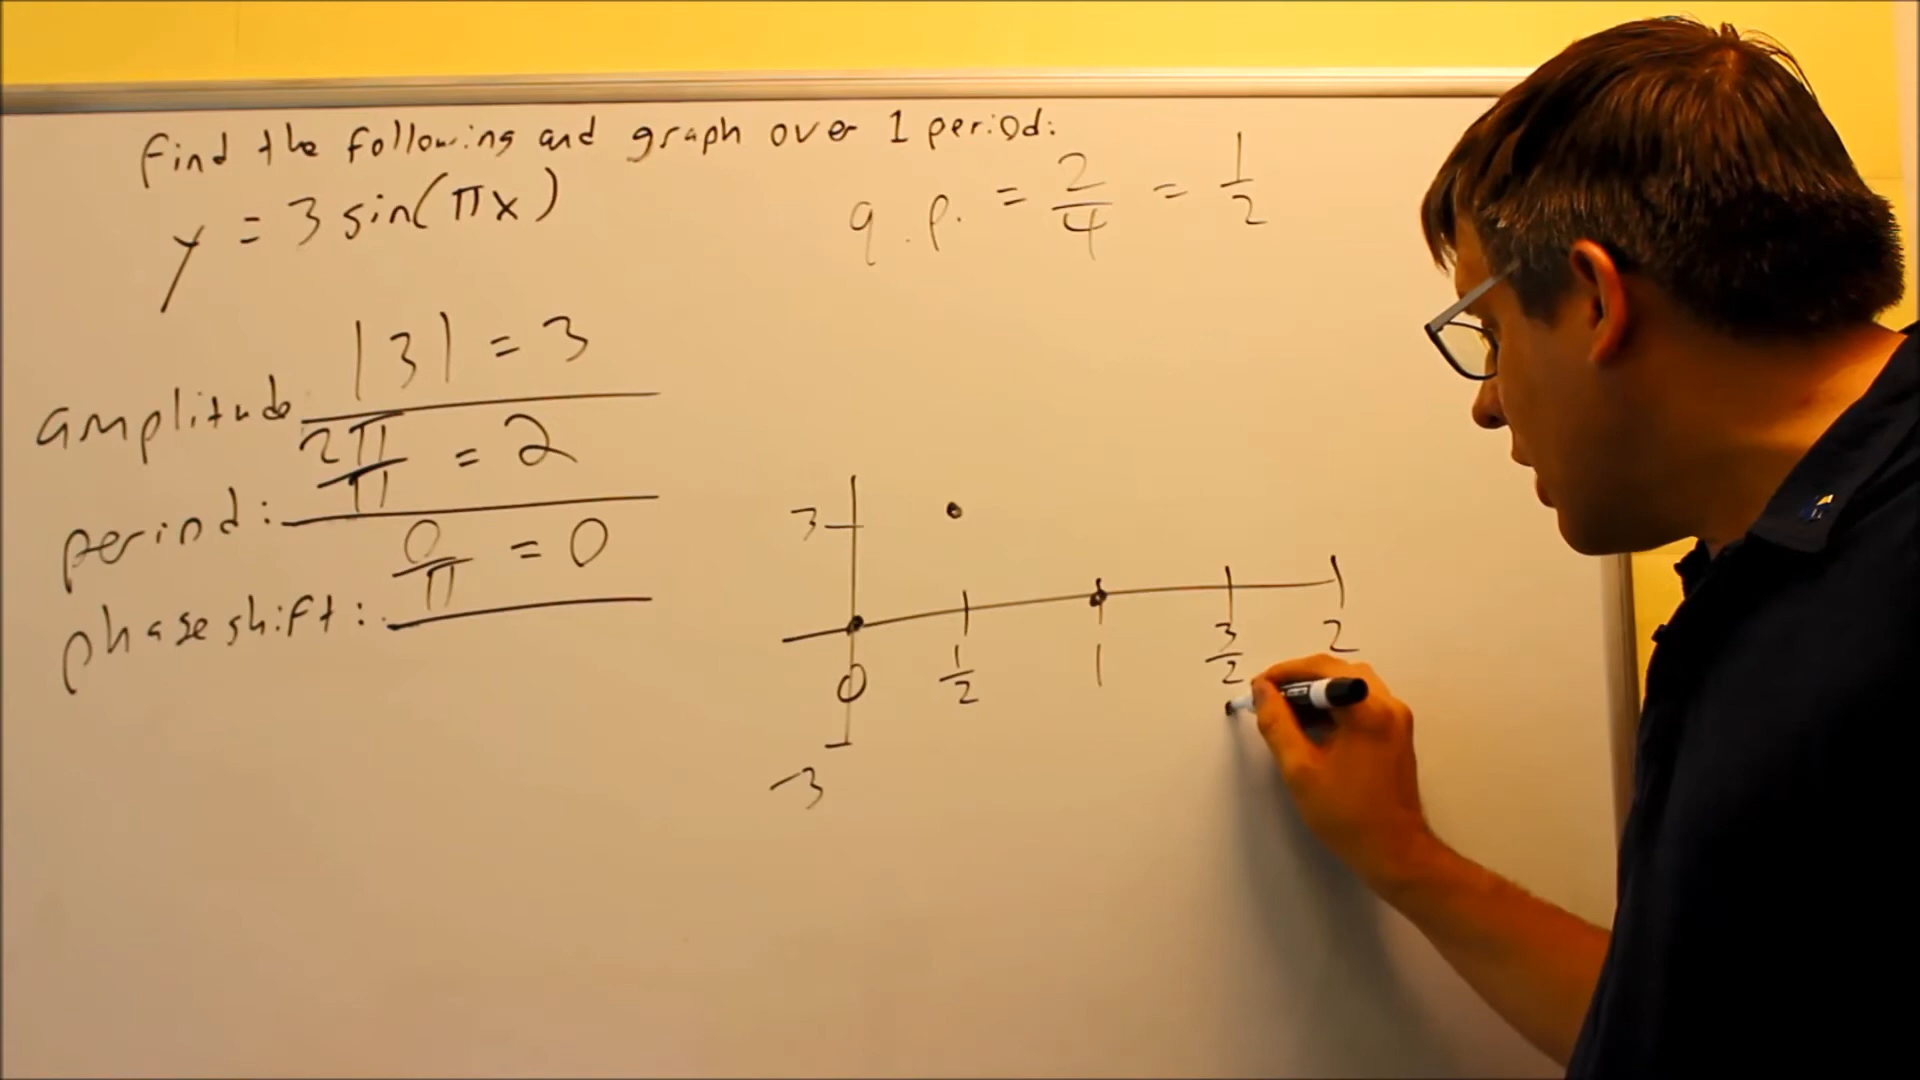 Find the following and graph over 1 period:
y = 3 sin(πx)
q.p. = 2/4 = 1/2
amplitude |3| = 3
period: 2π/π = 2
phase shift: 0/π = 0
3
0 1/2 1 3/2 2
-3